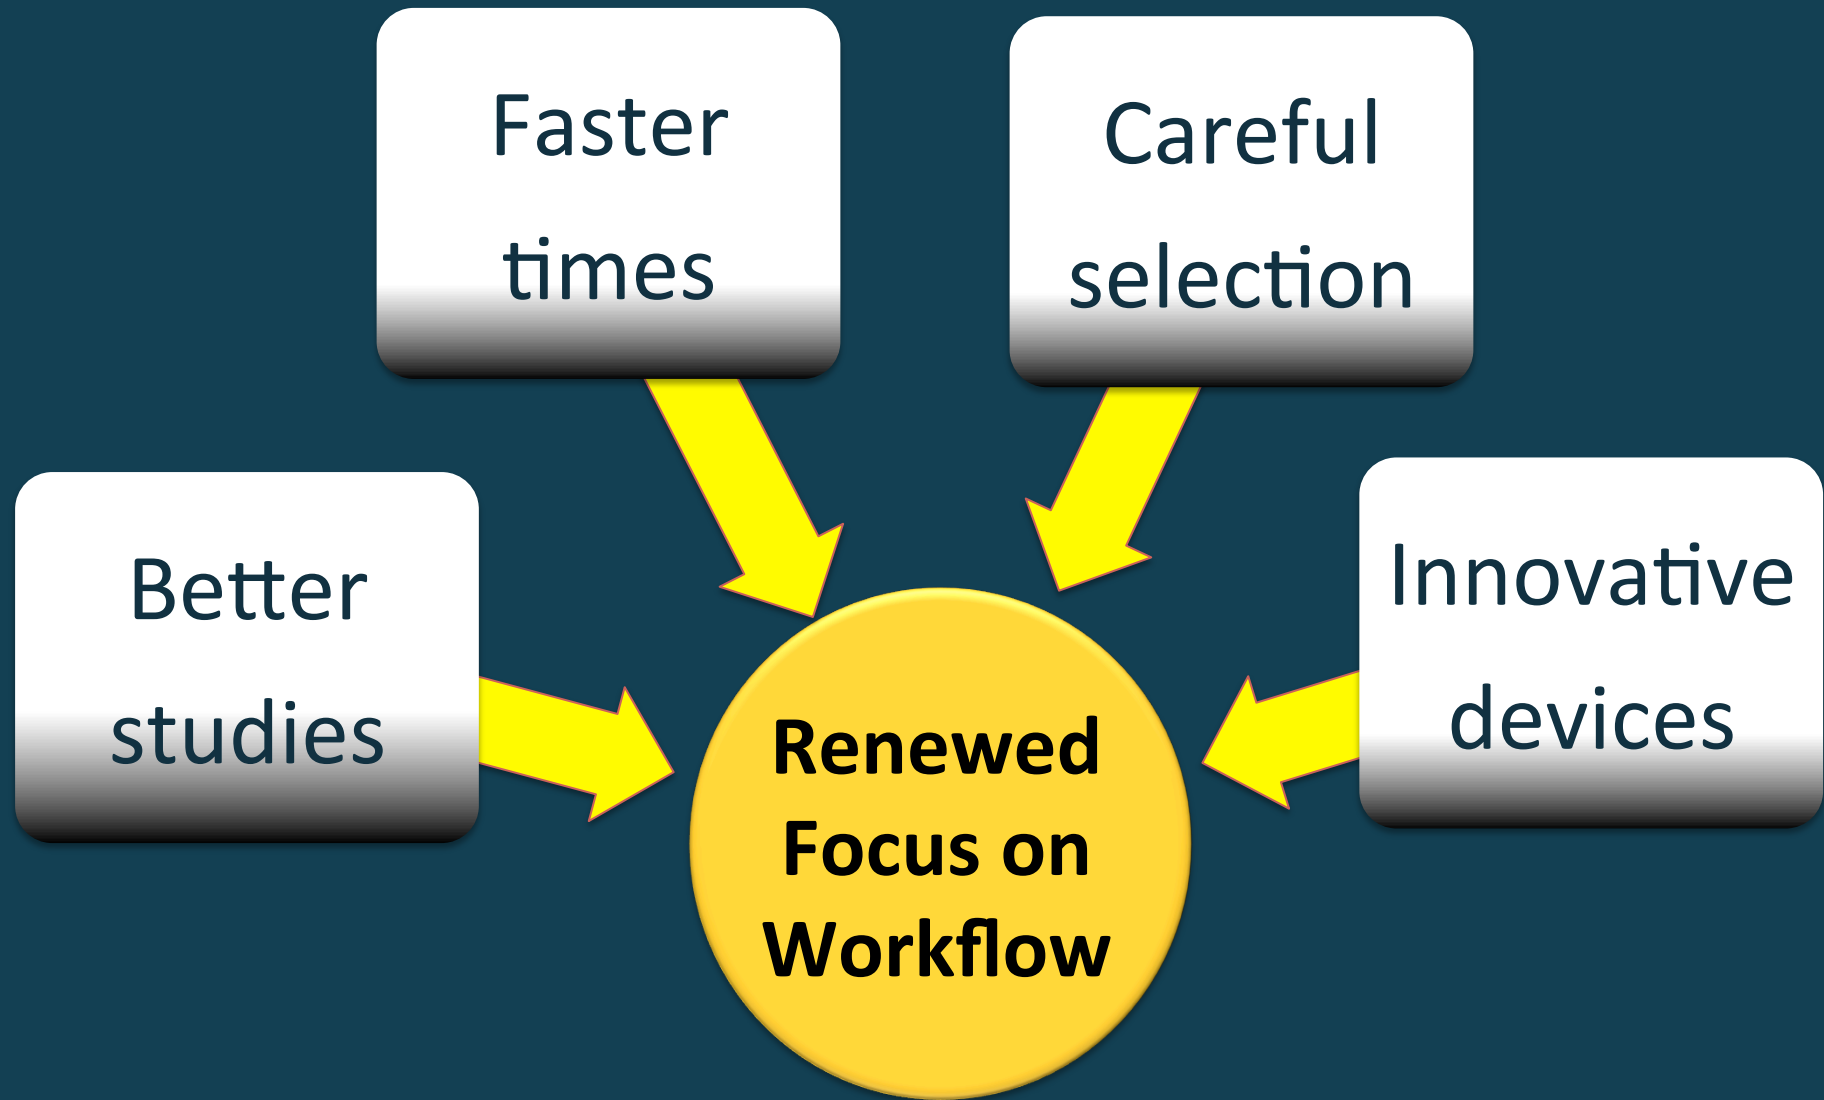 Faster
times
Careful
selection
Better
studies
Innovative
devices
Renewed
Focus on
Workflow